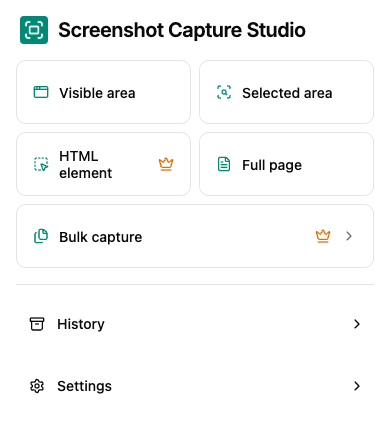 Screenshot Capture Studio
Visible area
Selected area
HTML
element
Full page
Bulk capture
History
Settings